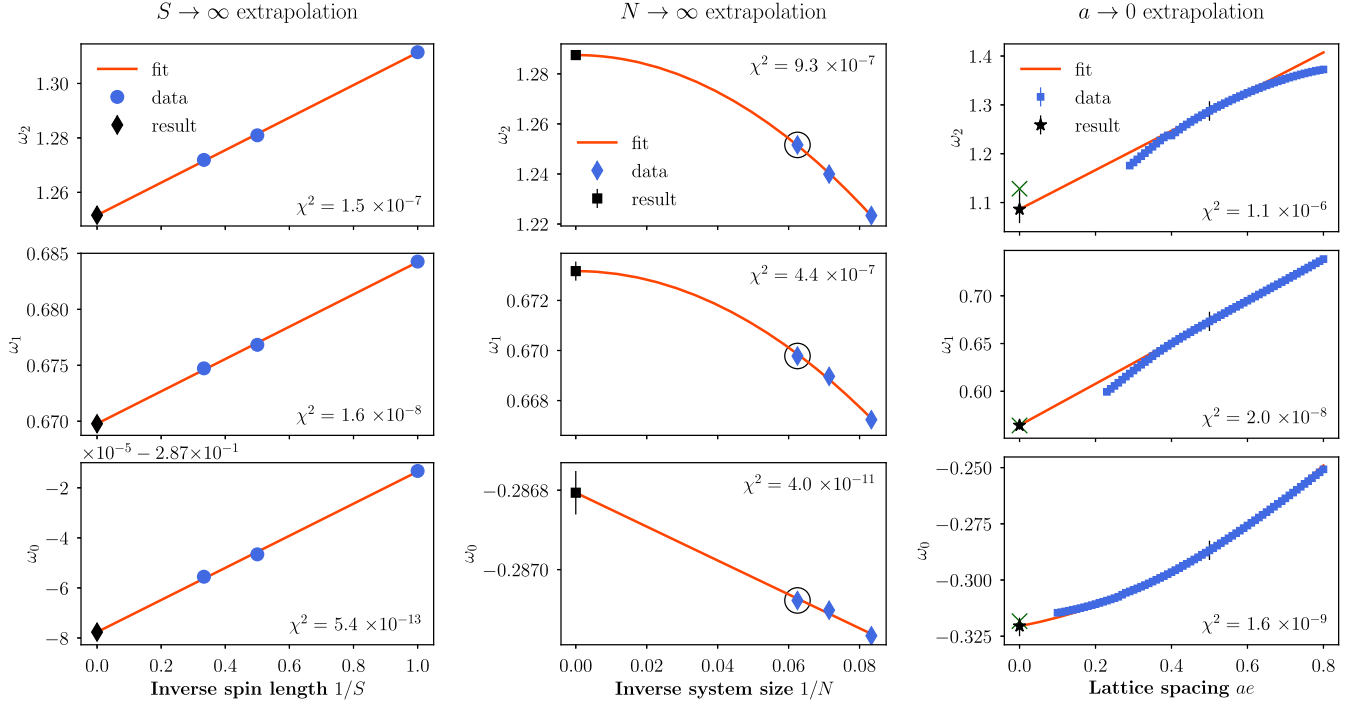 S → ∞ extrapolation
N → ∞ extrapolation
a → 0 extrapolation
ω₂
1.30
1.28
1.26
fit
data
result
χ² = 1.5 ×10⁻⁷
ω₂
1.28
1.26
1.24
1.22
χ² = 9.3 ×10⁻⁷
fit
data
result
ω₂
1.4
1.3
1.2
1.1
fit
data
result
χ² = 1.1 ×10⁻⁶
ω₁
0.685
0.680
0.675
0.670
χ² = 1.6 ×10⁻⁸
ω₁
0.672
0.670
0.668
χ² = 4.4 ×10⁻⁷
ω₁
0.70
0.65
0.60
χ² = 2.0 ×10⁻⁸
×10⁻⁵ − 2.87×10⁻¹
ω₀
−2
−4
−6
−8
χ² = 5.4 ×10⁻¹³
0.0 0.2 0.4 0.6 0.8 1.0
Inverse spin length 1/S
ω₀
−0.2868
−0.2870
χ² = 4.0 ×10⁻¹¹
0.00 0.02 0.04 0.06 0.08
Inverse system size 1/N
ω₀
−0.250
−0.275
−0.300
−0.325
χ² = 1.6 ×10⁻⁹
0.0 0.2 0.4 0.6 0.8
Lattice spacing ae